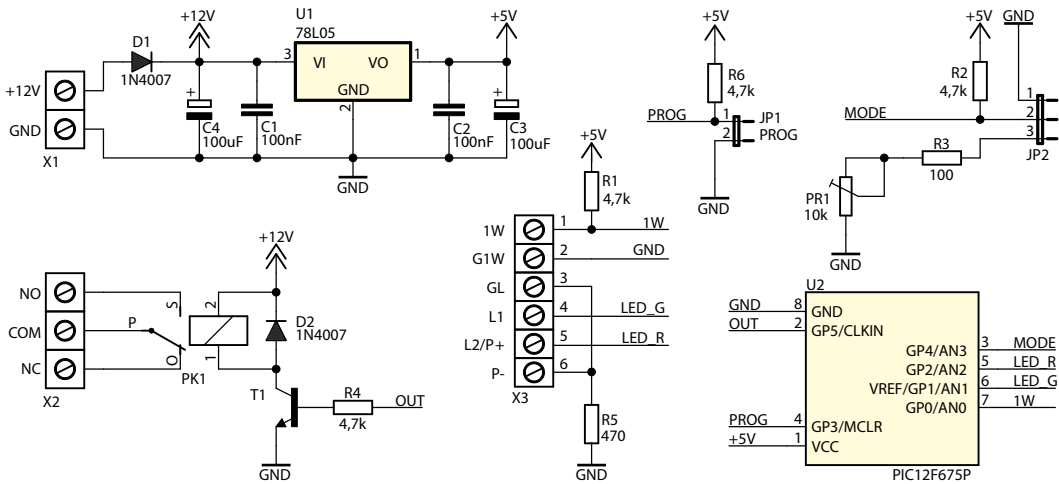 +12V
U1
78L05
+5V
D1
1N4007
3
VI
VO
1
GND
2
+12V
GND
X1
+
C4
100uF
C1
100nF
C2
100nF
+
C3
100uF
GND
+5V
R6
4,7k
PROG
1
2
JP1
PROG
GND
+5V
GND
R2
4,7k
MODE
1
2
3
JP2
R3
100
PR1
10k
GND
+5V
R1
4,7k
1W
1
1W
G1W
2
GND
GL
3
L1
4
LED_G
L2/P+
5
LED_R
P-
6
X3
R5
470
GND
+12V
NO
COM
NC
X2
S
P
O
2
1
PK1
D2
1N4007
T1
R4
4,7k
OUT
GND
U2
GND
8
GND
OUT
2
GP5/CLKIN
GP4/AN3
3
MODE
GP2/AN2
5
LED_R
VREF/GP1/AN1
6
LED_G
GP0/AN0
7
1W
PROG
4
GP3/MCLR
+5V
1
VCC
PIC12F675P